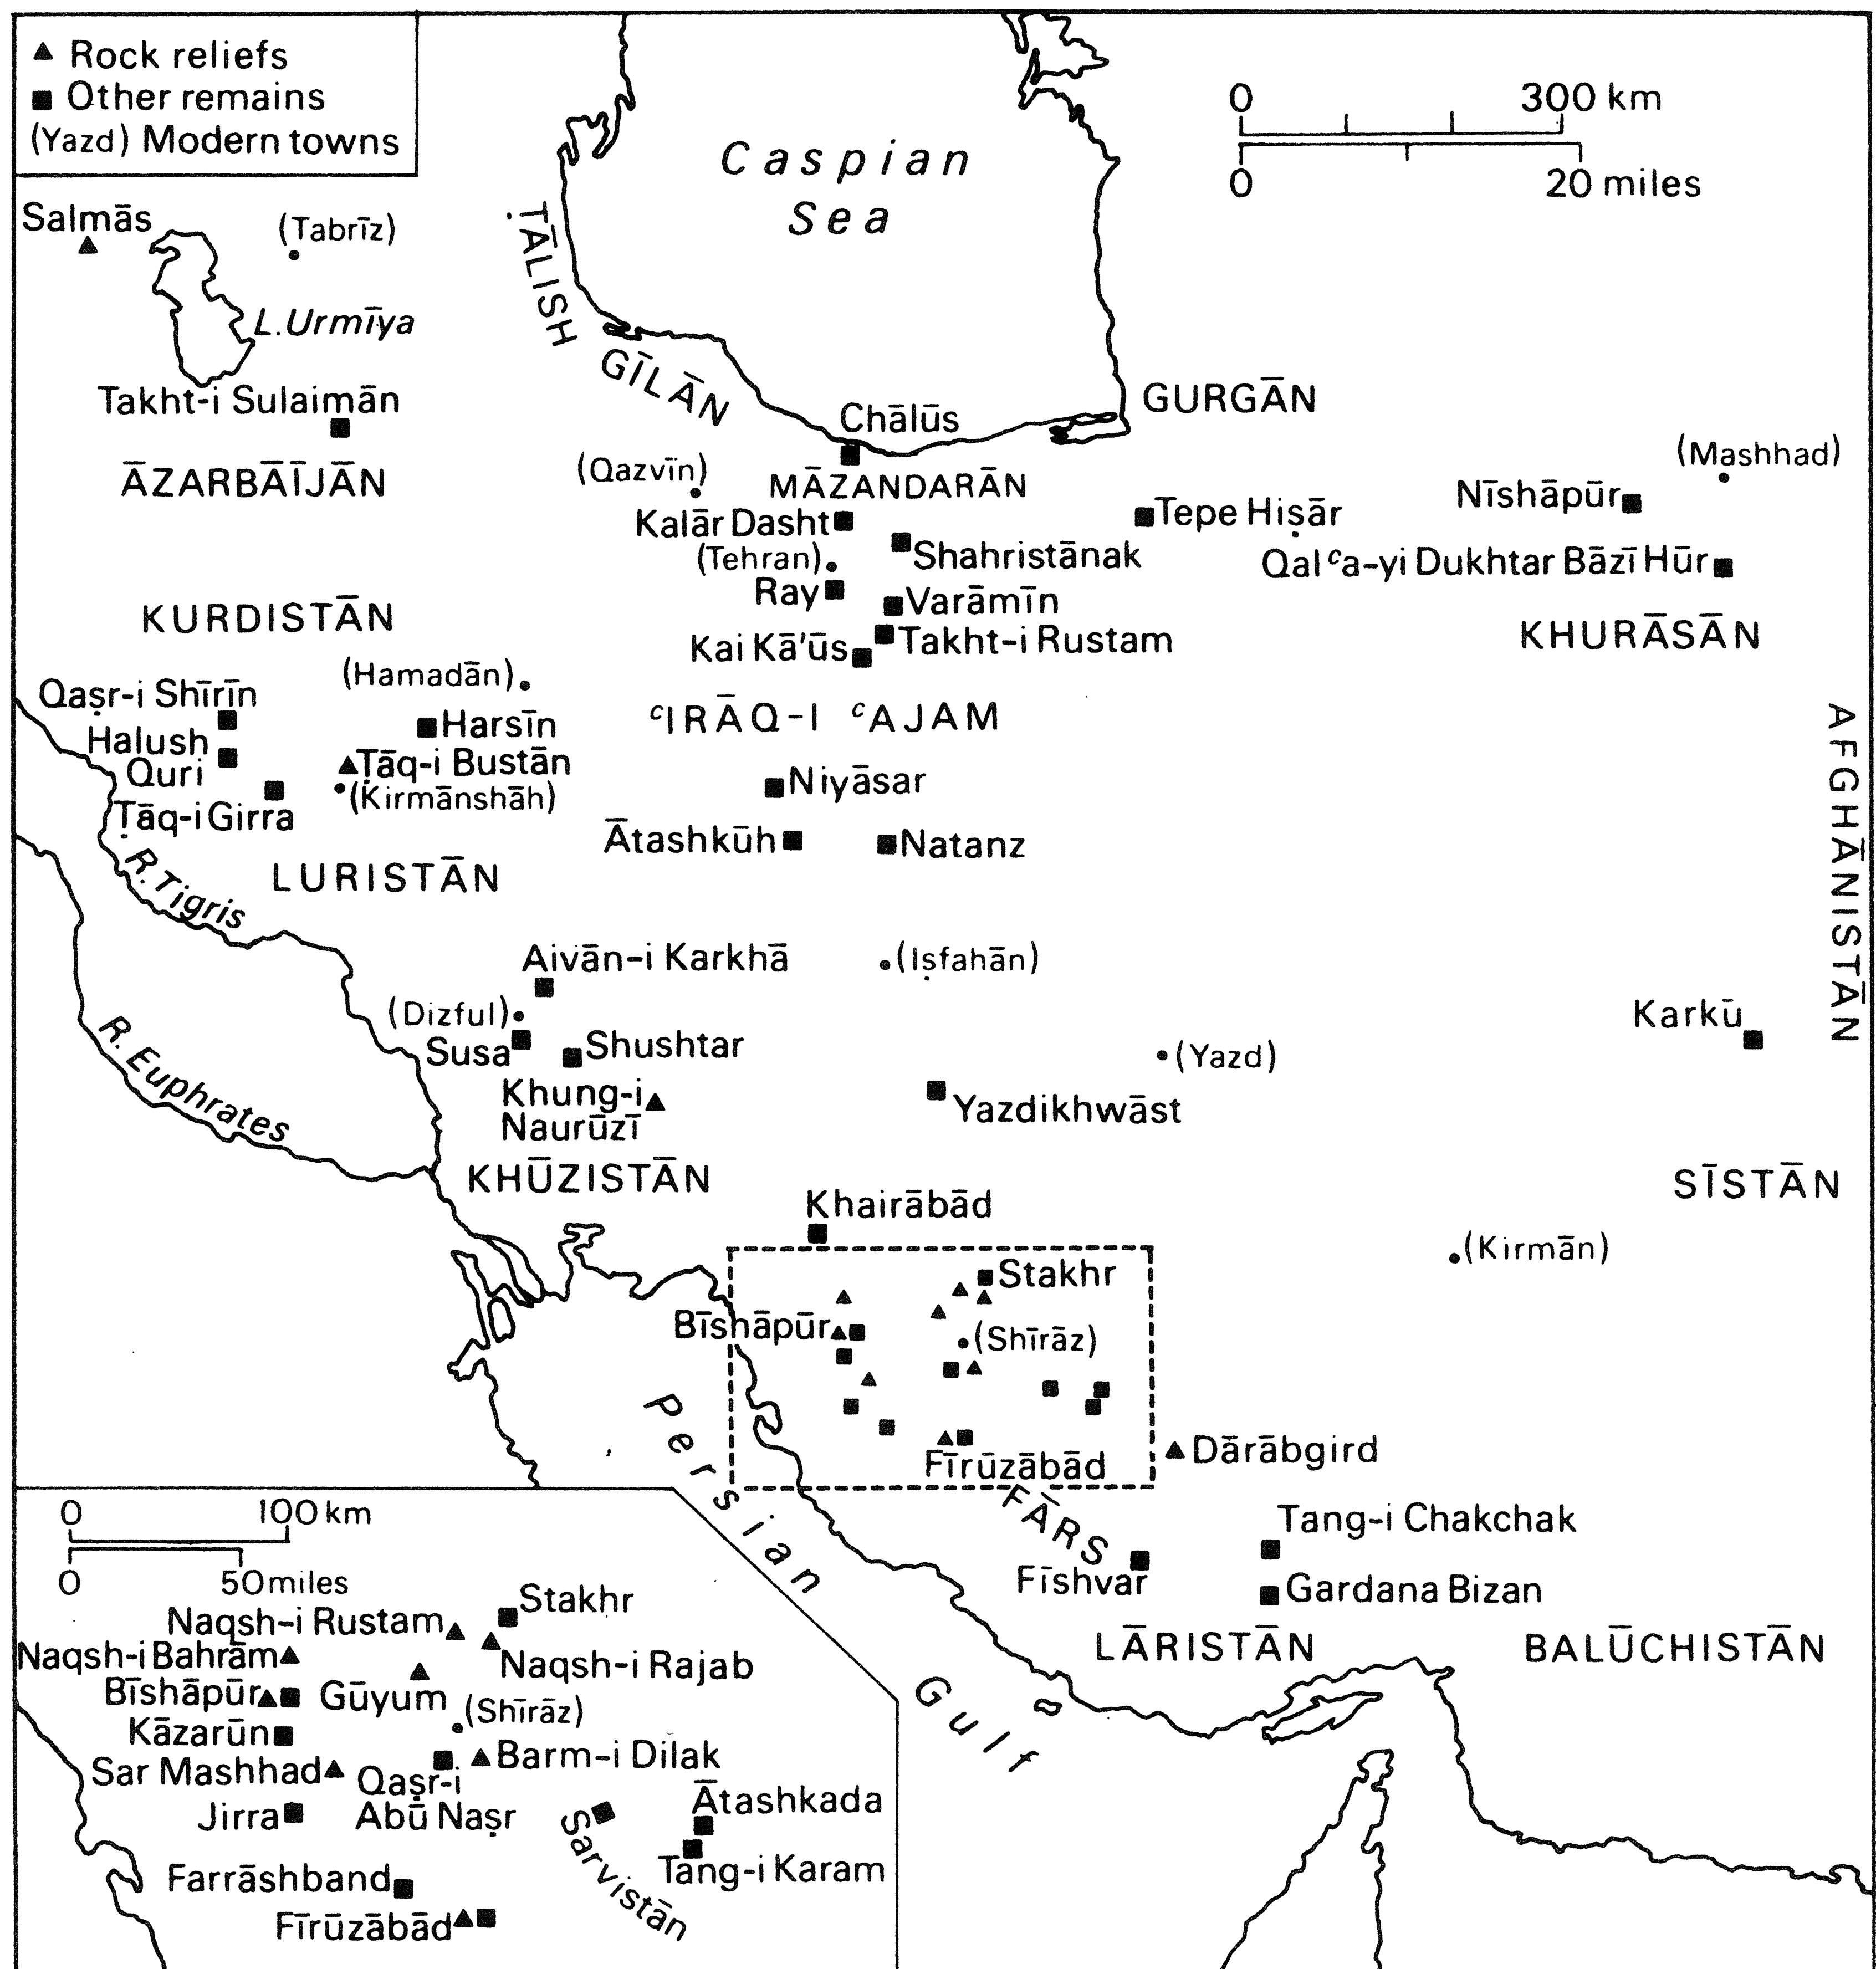 Rock reliefs
Other remains
(Yazd) Modern towns
0 300 km
0 20 miles
Caspian
Sea
Salmās
(Tabrīz)
L.Urmīya
ṬĀLISH
GĪLĀN
Takht-i Sulaimān
ĀZARBĀĪJĀN
Chālūs
GURGĀN
(Qazvīn)
MĀZANDARĀN
(Mashhad)
Nīshāpūr
Kalār Dasht
Tepe Hiṣār
(Tehran)
Shahristānak
Qalᶜa-yi Dukhtar Bāzī Hūr
Ray
Varāmīn
KURDISTĀN
Kai Kā'ūs
Takht-i Rustam
KHURĀSĀN
(Hamadān)
Qaṣr-i Shīrīn
Harsīn
ᶜIRĀQ-I ᶜAJAM
AFGHĀNISTĀN
Halush
Quri
Ṭāq-i Bustān
(Kirmānshāh)
Niyāsar
Ṭāq-i Girra
Ātashkūh
Natanz
R.Tigris
LURISTĀN
Aivān-i Karkhā
(Iṣfahān)
(Dizful)
Susa
Shushtar
Karkū
(Yazd)
R. Euphrates
Khung-i
Naurūzī
Yazdikhwāst
KHŪZISTĀN
SĪSTĀN
Khairābād
(Kirmān)
Stakhr
Bīshāpūr
(Shīrāz)
Fīrūzābād
Dārābgird
Persian
Gulf
FĀRS
Tang-i Chakchak
Fīshvar
Gardana Bizan
LĀRISTĀN
BALŪCHISTĀN
0 100 km
0 50 miles
Stakhr
Naqsh-i Rustam
Naqsh-i Bahrām
Naqsh-i Rajab
Bīshāpūr
Gūyum
(Shīrāz)
Kāzarūn
Barm-i Dilak
Sar Mashhad
Qaṣr-i
Abū Naṣr
Jirra
Ātashkada
Sarvistān
Tang-i Karam
Farrāshband
Fīrūzābād